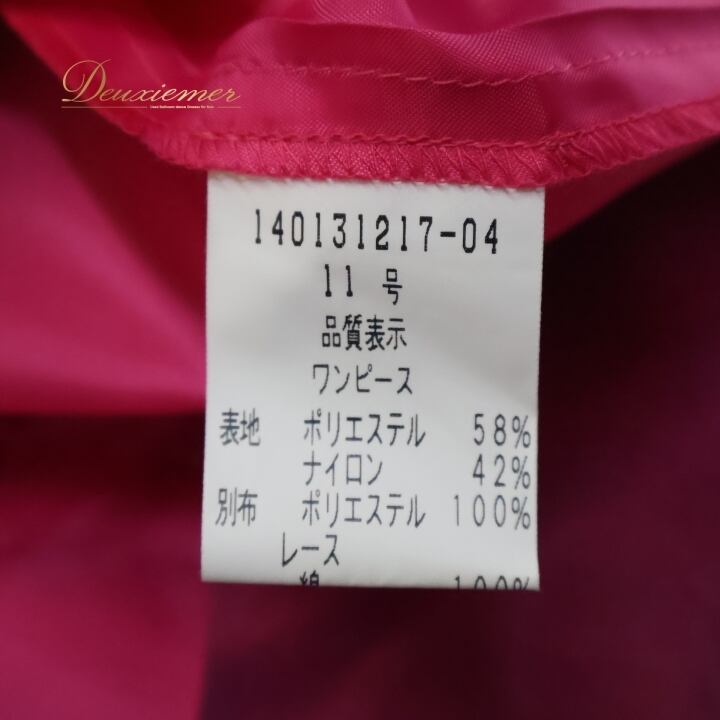 Deuxiemer
140131217-04
11 号
品質表示
ワンピース
表地 ポリエステル 58%
ナイロン 42%
別布 ポリエステル 100%
レース
綿 100%